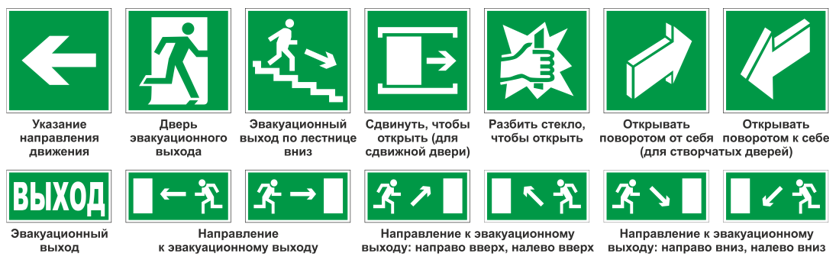 Указание
направления
движения
Дверь
эвакуационного
выхода
Эвакуационный
выход по лестнице
вниз
Сдвинуть, чтобы
открыть (для
сдвижной двери)
Разбить стекло,
чтобы открыть
Открывать
поворотом от себя
Открывать
поворотом к себе
(для створчатых дверей)
ВЫХОД
Эвакуационный
выход
Направление
к эвакуационному выходу
Направление к эвакуационному
выходу: направо вверх, налево вверх
Направление к эвакуационному
выходу: направо вниз, налево вниз